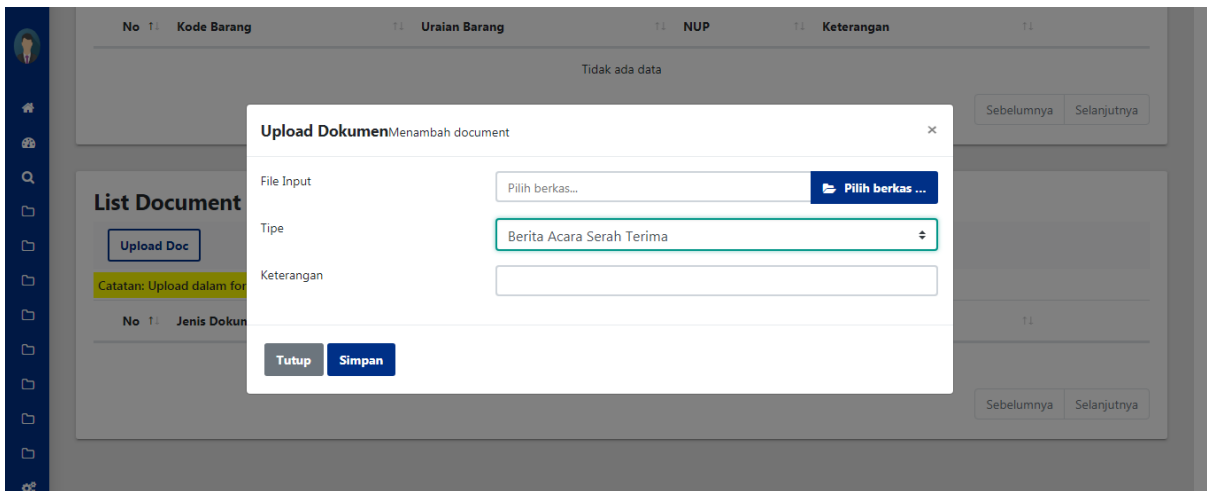 No Kode Barang Uraian Barang NUP Keterangan
Tidak ada data
Sebelumnya Selanjutnya
Upload Dokumen Menambah document ×
File Input Pilih berkas... Pilih berkas ...
List Document
Tipe Berita Acara Serah Terima
Upload Doc
Keterangan
Catatan: Upload dalam for
No Jenis Dokun
Tutup Simpan
Sebelumnya Selanjutnya